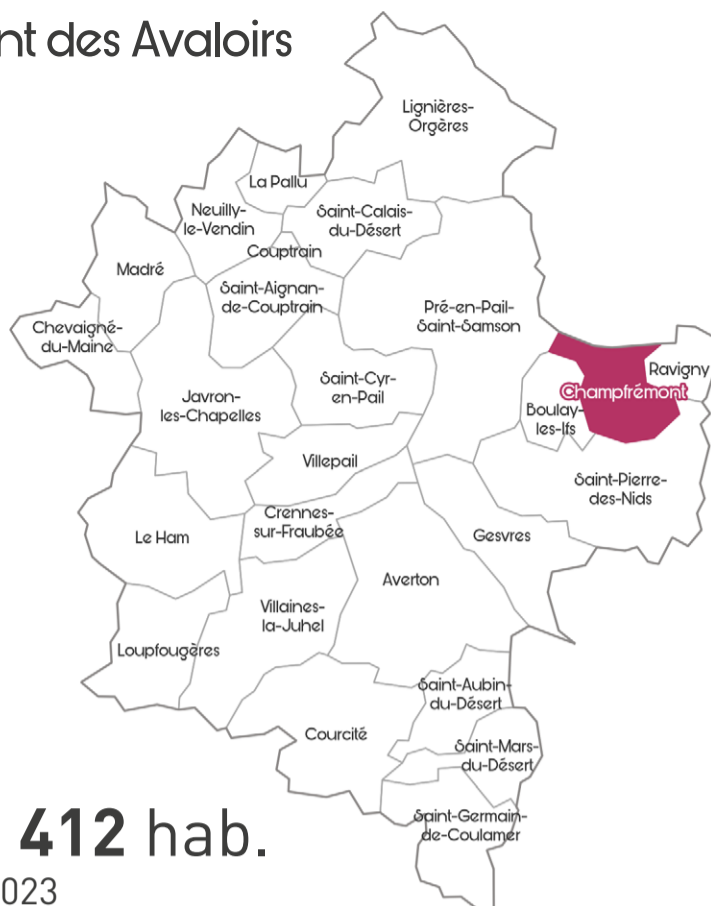 nt des Avaloirs
Lignières-
Orgères
La Pallu
Neuilly-
le-Vendin
Saint-Calais-
du-Désert
Couptrain
Madré
Saint-Aignan-
de-Couptrain
Pré-en-Pail-
Saint-Samson
Chevaigné-
du-Maine
Ravigny
Champfrémont
Saint-Cyr-
en-Pail
Javron-
les-Chapelles
Boulay-
les-Ifs
Villepail
Saint-Pierre-
des-Nids
Crennes-
sur-Fraubée
Le Ham
Gesvres
Averton
Villaines-
la-Juhel
Loupfougères
Saint-Aubin-
du-Désert
Courcité
Saint-Mars-
du-Désert
Saint-Germain-
de-Coulamer
412 hab.
023